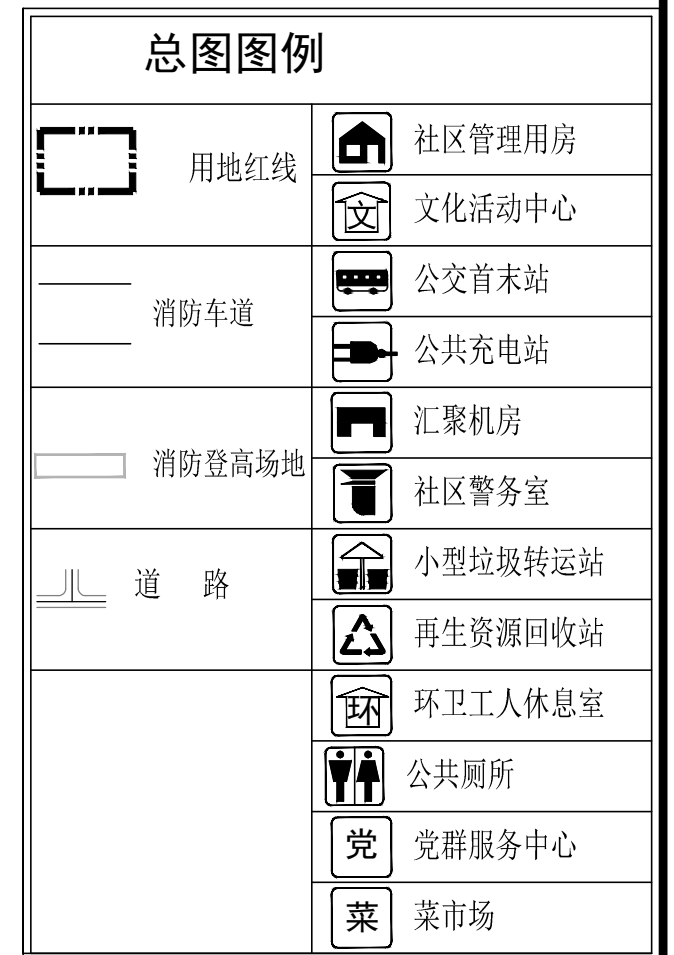 总图图例
用地红线
社区管理用房
文
文化活动中心
消防车道
公交首末站
公共充电站
消防登高场地
汇聚机房
社区警务室
道 路
小型垃圾转运站
再生资源回收站
环
环卫工人休息室
公共厕所
党
党群服务中心
菜
菜市场